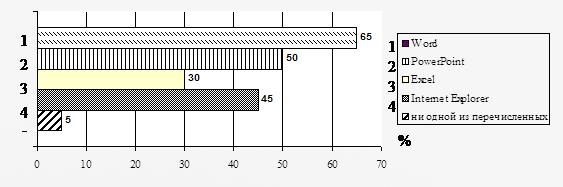 1
65
2
50
30
3
45
4
5
-
0 10 20 30 40 50 60 70
1 Word
2 PowerPoint
3 Excel
4 Internet Explorer
ни одной из перечисленных
%